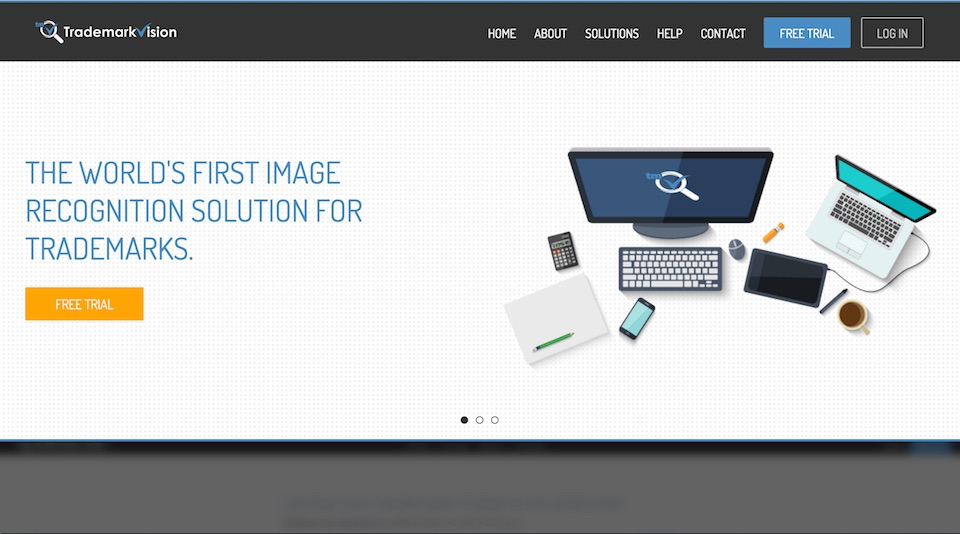 TrademarkVision
HOME ABOUT SOLUTIONS HELP CONTACT FREE TRIAL LOG IN
THE WORLD'S FIRST IMAGE
RECOGNITION SOLUTION FOR
TRADEMARKS.
FREE TRIAL